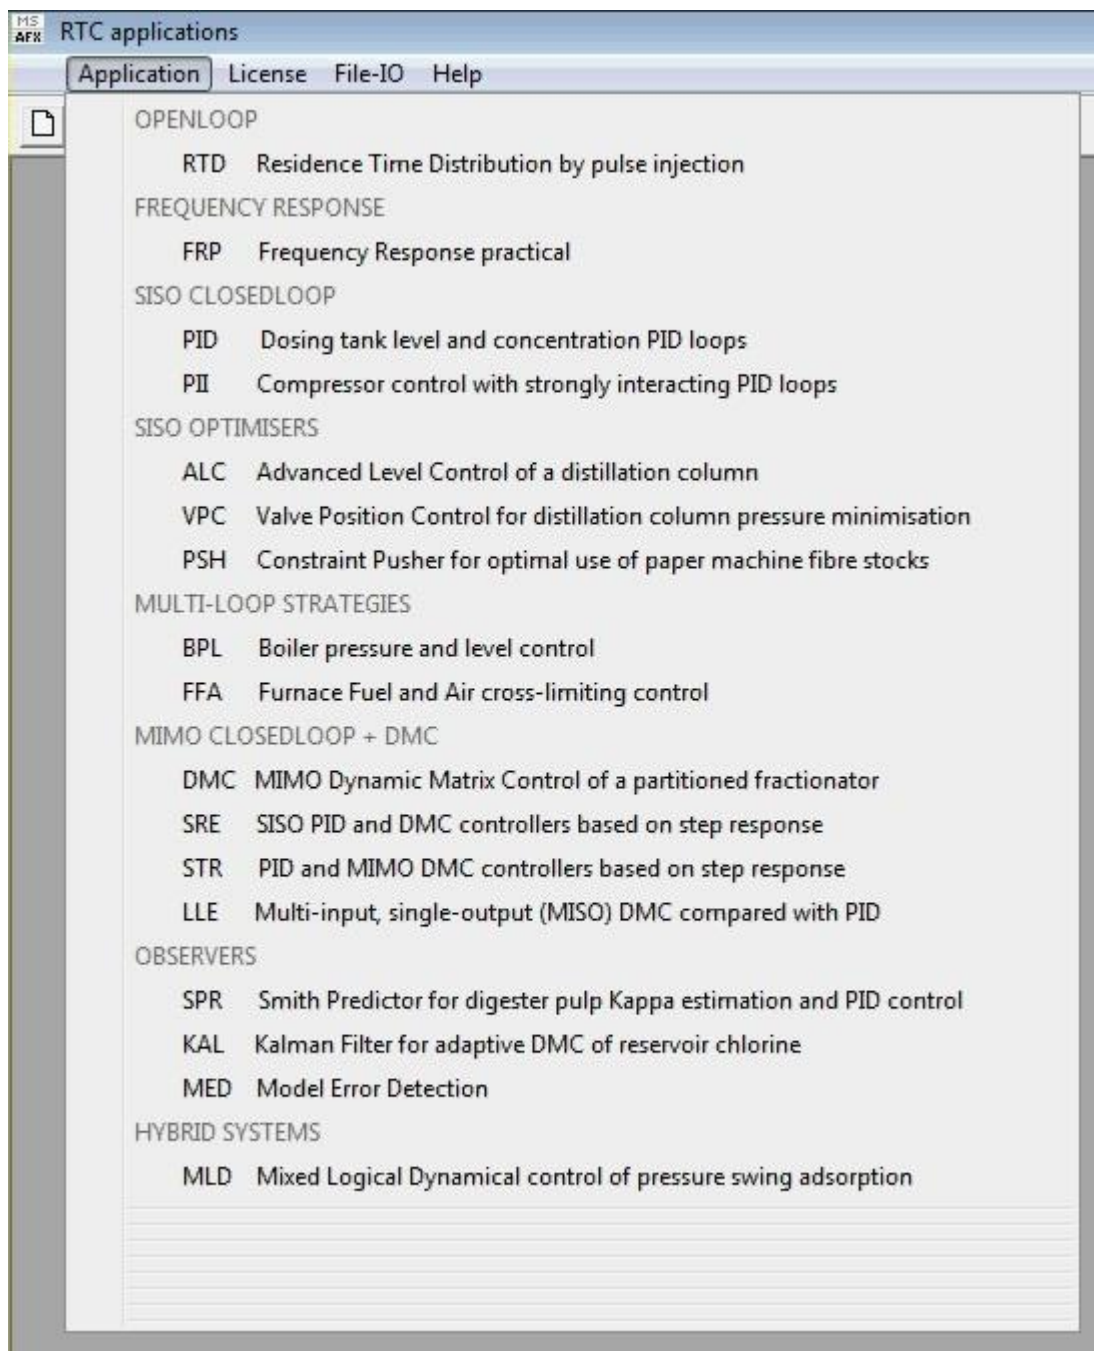 MS
AFX RTC applications
Application License File-IO Help
OPENLOOP
RTD Residence Time Distribution by pulse injection
FREQUENCY RESPONSE
FRP Frequency Response practical
SISO CLOSEDLOOP
PID Dosing tank level and concentration PID loops
PII Compressor control with strongly interacting PID loops
SISO OPTIMISERS
ALC Advanced Level Control of a distillation column
VPC Valve Position Control for distillation column pressure minimisation
PSH Constraint Pusher for optimal use of paper machine fibre stocks
MULTI-LOOP STRATEGIES
BPL Boiler pressure and level control
FFA Furnace Fuel and Air cross-limiting control
MIMO CLOSEDLOOP + DMC
DMC MIMO Dynamic Matrix Control of a partitioned fractionator
SRE SISO PID and DMC controllers based on step response
STR PID and MIMO DMC controllers based on step response
LLE Multi-input, single-output (MISO) DMC compared with PID
OBSERVERS
SPR Smith Predictor for digester pulp Kappa estimation and PID control
KAL Kalman Filter for adaptive DMC of reservoir chlorine
MED Model Error Detection
HYBRID SYSTEMS
MLD Mixed Logical Dynamical control of pressure swing adsorption